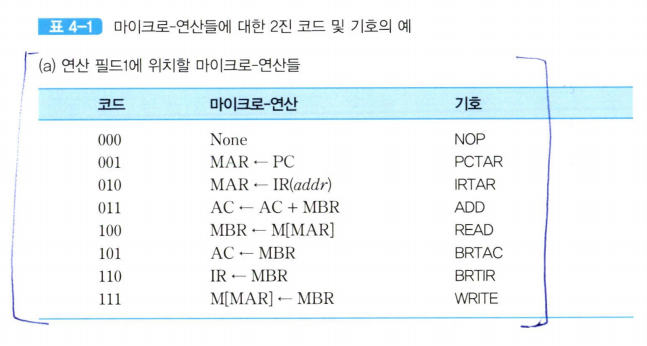 표 4-1 마이크로-연산들에 대한 2진 코드 및 기호의 예
(a) 연산 필드1에 위치할 마이크로-연산들
코드 마이크로-연산 기호
000 None NOP
001 MAR ← PC PCTAR
010 MAR ← IR(addr) IRTAR
011 AC ← AC + MBR ADD
100 MBR ← M[MAR] READ
101 AC ← MBR BRTAC
110 IR ← MBR BRTIR
111 M[MAR] ← MBR WRITE